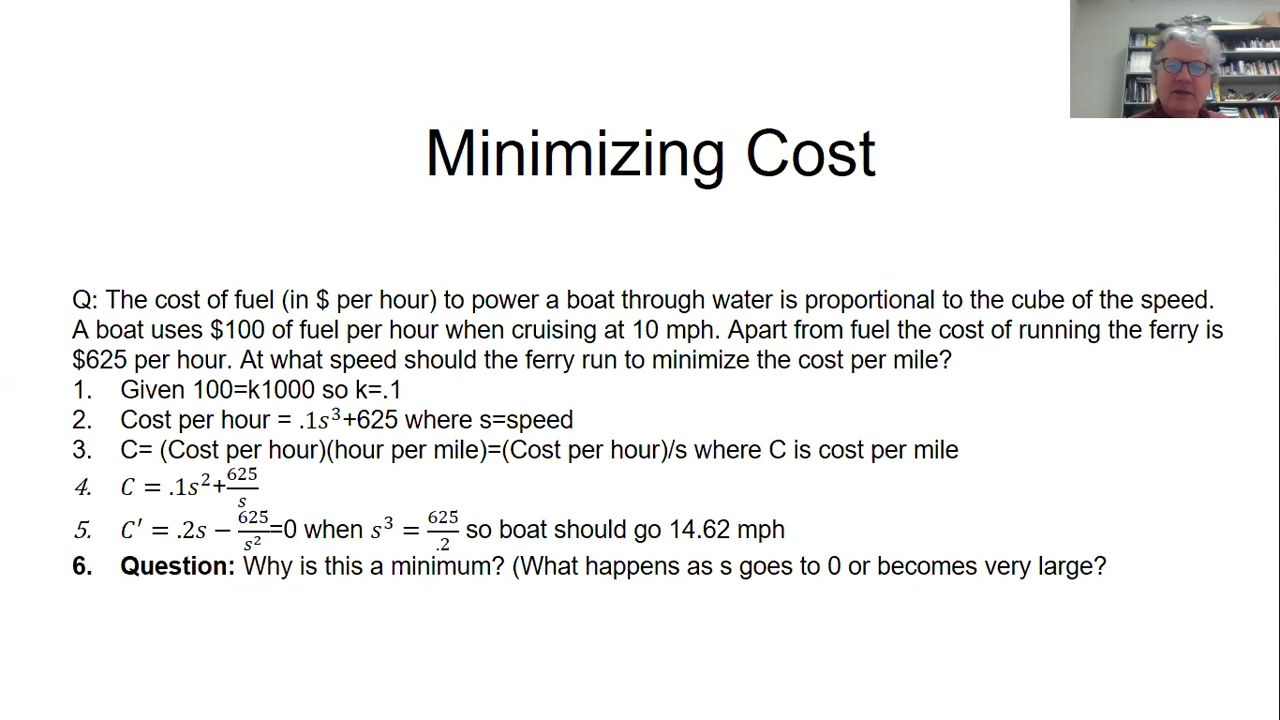 Minimizing Cost
Q: The cost of fuel (in $ per hour) to power a boat through water is proportional to the cube of the speed.
A boat uses $100 of fuel per hour when cruising at 10 mph. Apart from fuel the cost of running the ferry is
$625 per hour. At what speed should the ferry run to minimize the cost per mile?
1. Given 100=k1000 so k=.1
2. Cost per hour = .1s³+625 where s=speed
3. C= (Cost per hour)(hour per mile)=(Cost per hour)/s where C is cost per mile
4. C = .1s²+625/s
5. C′ = .2s − 625/s²=0 when s³ = 625/.2 so boat should go 14.62 mph
6. Question: Why is this a minimum? (What happens as s goes to 0 or becomes very large?